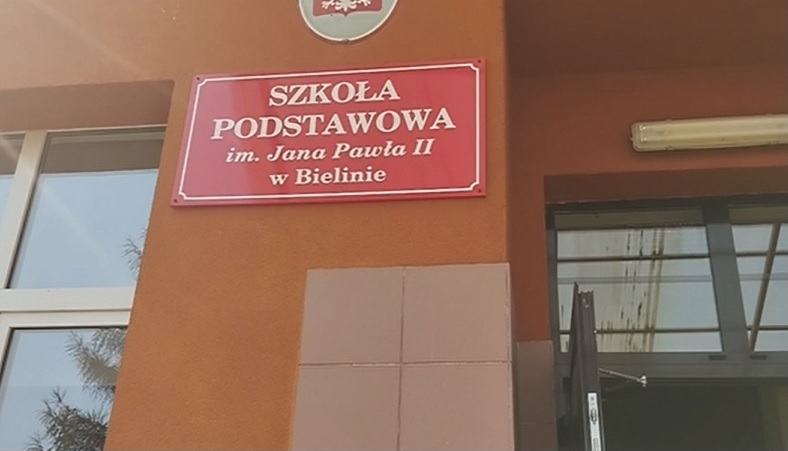 SZKOŁA
PODSTAWOWA
im. Jana Pawła II
w Bielinie